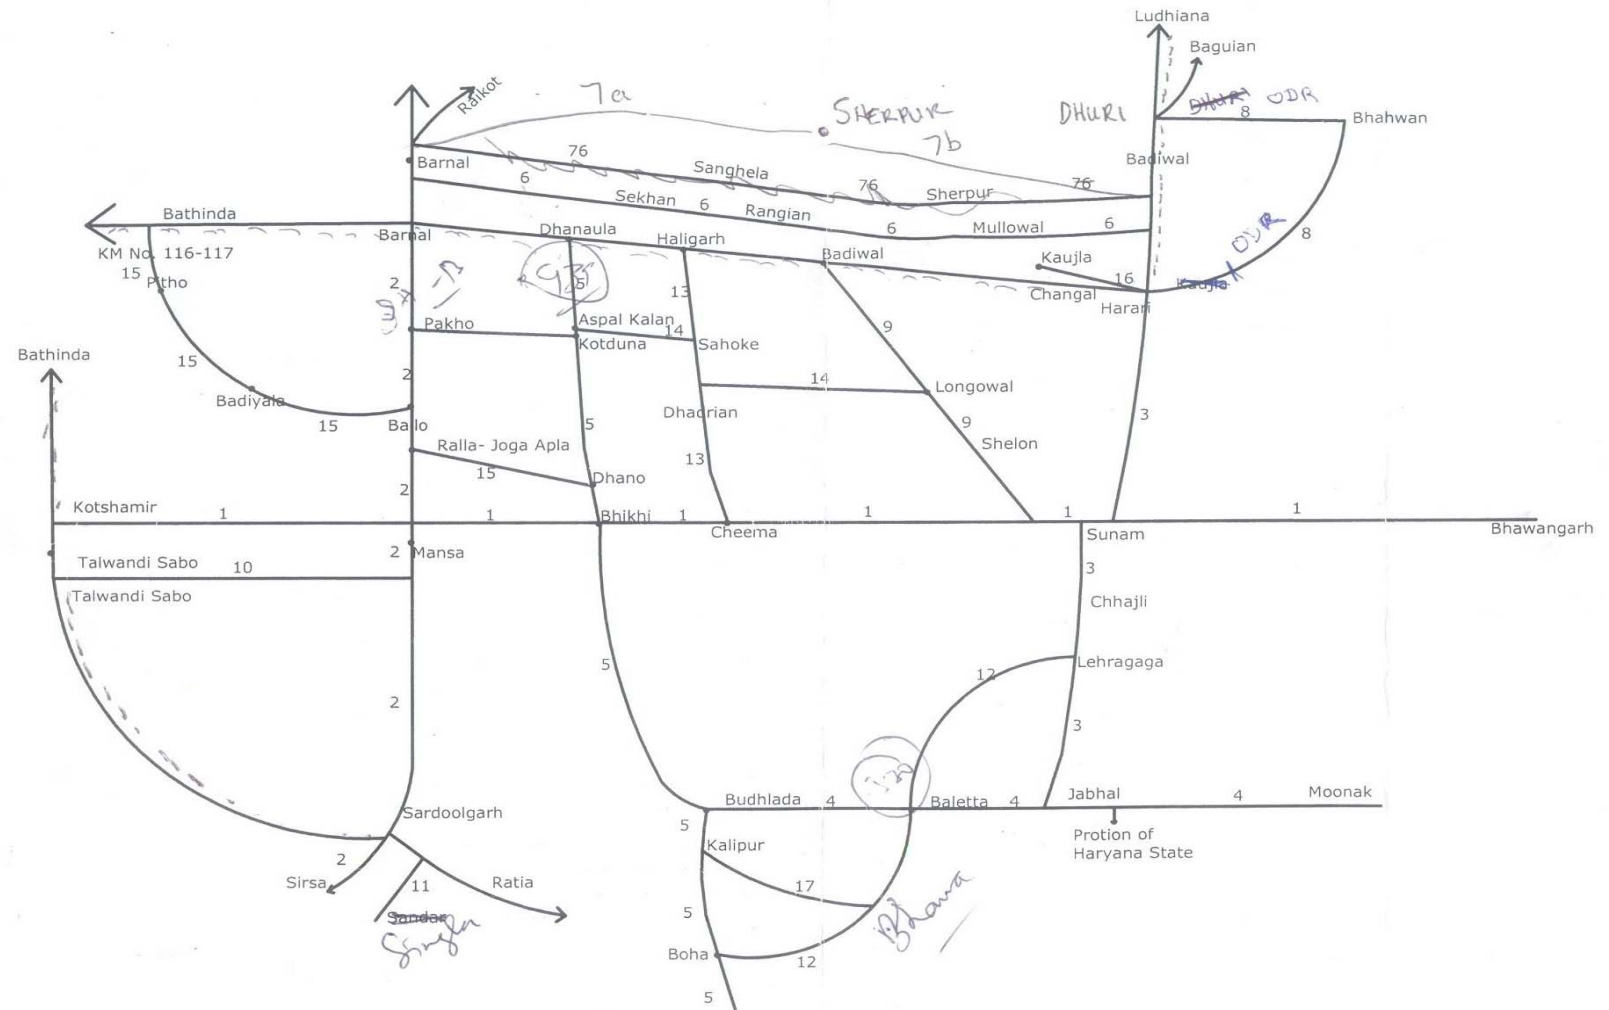 Ludhiana
Baguian
Raikot
7a
SHERPUR
DHURI
DHURI ODR
8
Bhahwan
7b
Barnal
76
Sanghela
76
Sherpur
76
Badiwal
6
Sekhan
6
Rangian
6
Mullowal
6
Bathinda
Barnal
Dhanaula
Haligarh
Badiwal
Kaujla
ODR
8
KM No. 116-117
15
Pitho
2
5
13
Changal
16
Harari
Kaujla
Pakho
Aspal Kalan
14
Kotduna
Sahoke
9
Bathinda
15
2
14
Longowal
Badiyala
15
Bailo
5
Dhadrian
9
3
Ralla- Joga Apla
15
13
Shelon
2
Dhano
Kotshamir
1
1
Bhikhi
1
Cheema
1
1
Sunam
1
Bhawangarh
2
Mansa
Talwandi Sabo
10
3
Talwandi Sabo
Chhajli
5
12
Lehragaga
2
3
Budhlada
4
Baletta
4
Jabhal
4
Moonak
Sardoolgarh
5
Kalipur
Protion of
Haryana State
2
Sirsa
11
Ratia
17
Sandar
Singla
5
Bhawa
Boha
12
5